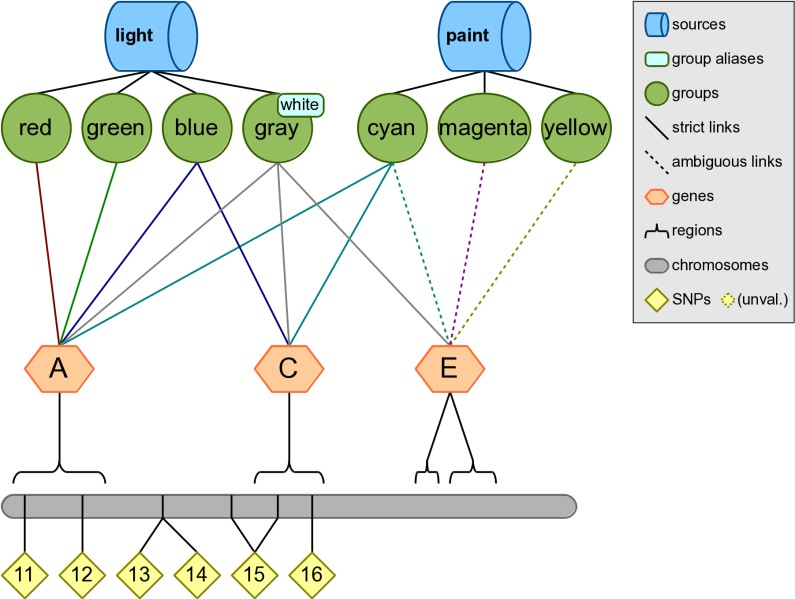 light
paint
white
red
green
blue
gray
cyan
magenta
yellow
A
C
E
11
12
13
14
15
16
sources
group aliases
groups
strict links
ambiguous links
genes
regions
chromosomes
SNPs
(unval.)